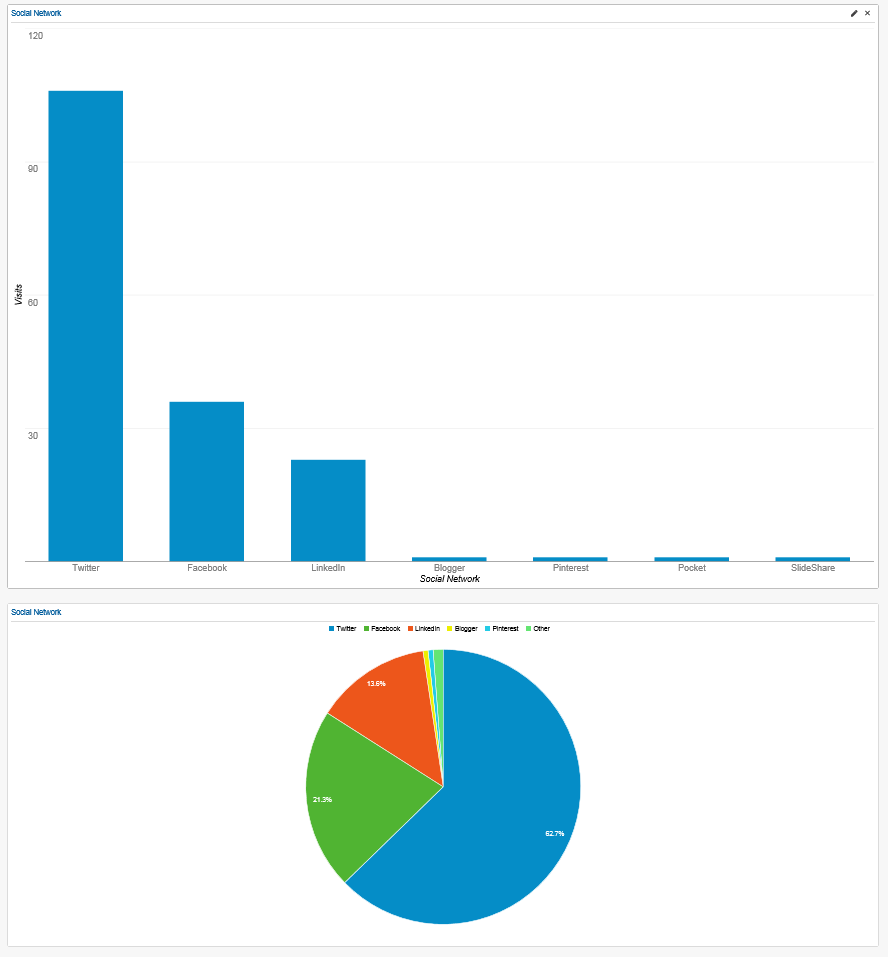 Social Network
120
90
Visits
60
30
Twitter Facebook LinkedIn Blogger Pinterest Pocket SlideShare
Social Network
Social Network
Twitter Facebook LinkedIn Blogger Pinterest Other
13.6%
21.3%
62.7%